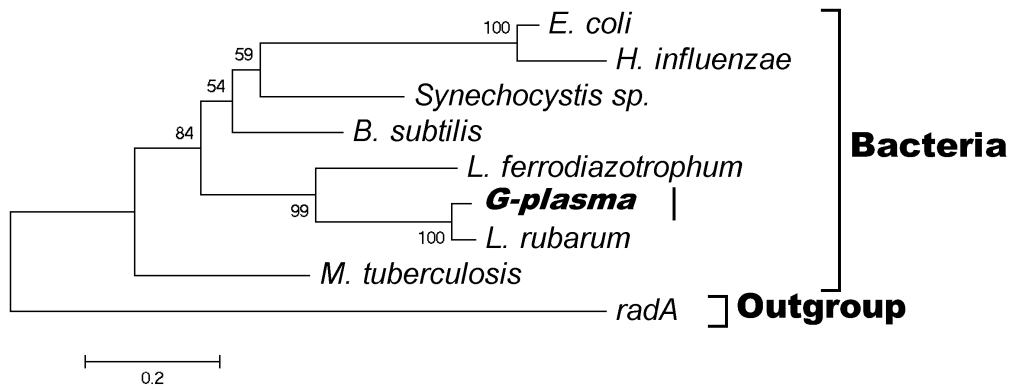 100
E. coli
H. influenzae
59
Synechocystis sp.
54
B. subtilis
84
L. ferrodiazotrophum
99
G-plasma
100
L. rubarum
M. tuberculosis
Bacteria
radA
Outgroup
0.2